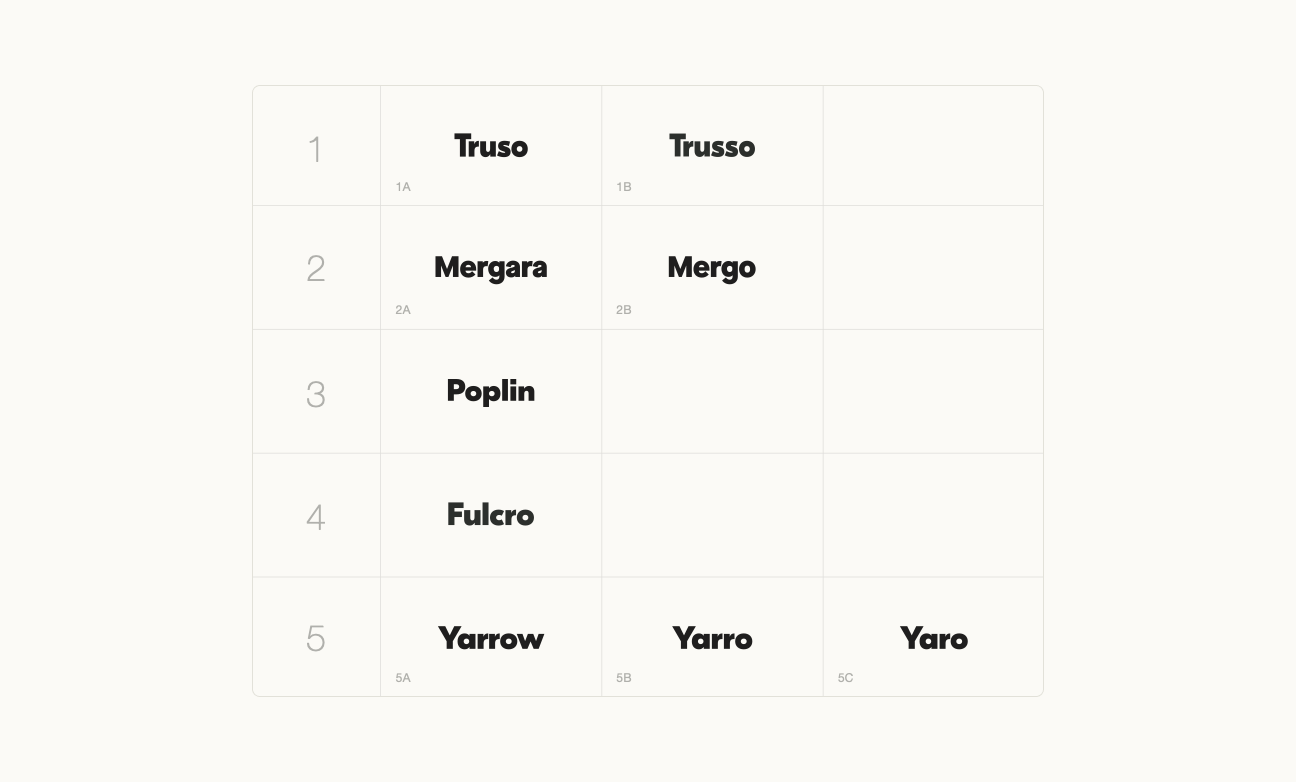 1 Truso Trusso
1A 1B
2 Mergara Mergo
2A 2B
3 Poplin
4 Fulcro
5 Yarrow Yarro Yaro
5A 5B 5C